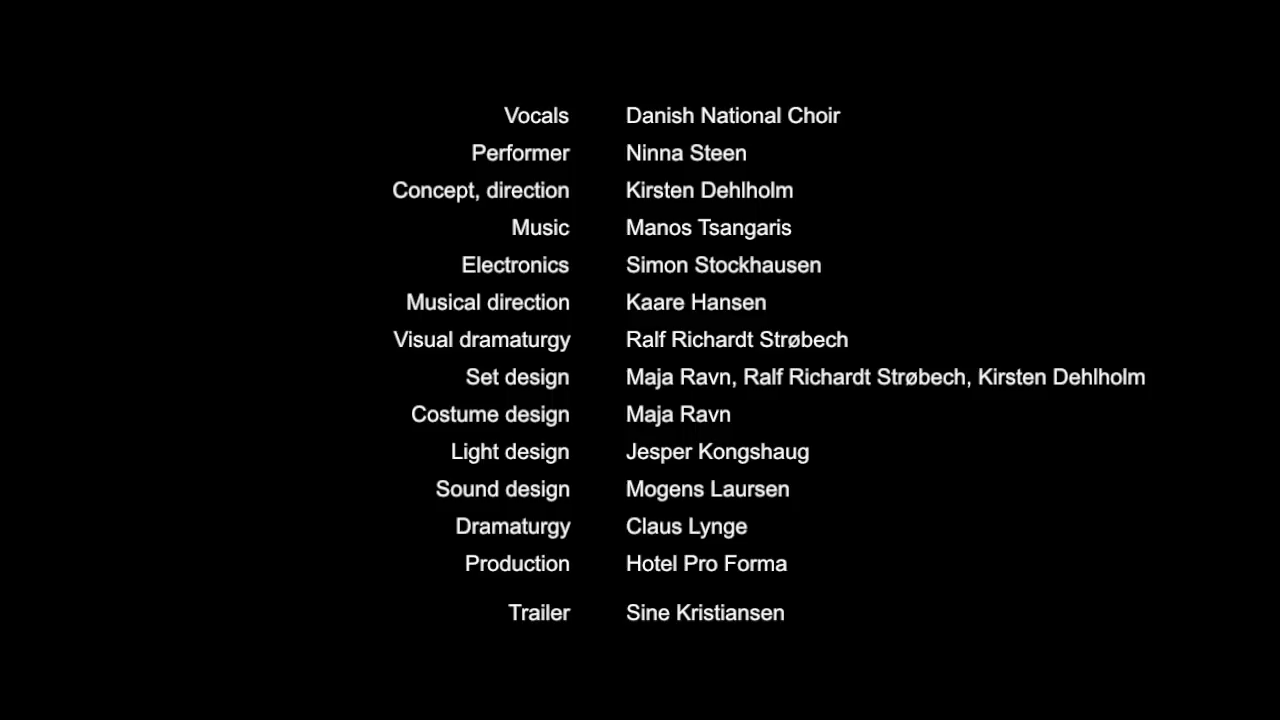 Vocals Danish National Choir
Performer Ninna Steen
Concept, direction Kirsten Dehlholm
Music Manos Tsangaris
Electronics Simon Stockhausen
Musical direction Kaare Hansen
Visual dramaturgy Ralf Richardt Strøbech
Set design Maja Ravn, Ralf Richardt Strøbech, Kirsten Dehlholm
Costume design Maja Ravn
Light design Jesper Kongshaug
Sound design Mogens Laursen
Dramaturgy Claus Lynge
Production Hotel Pro Forma
Trailer Sine Kristiansen